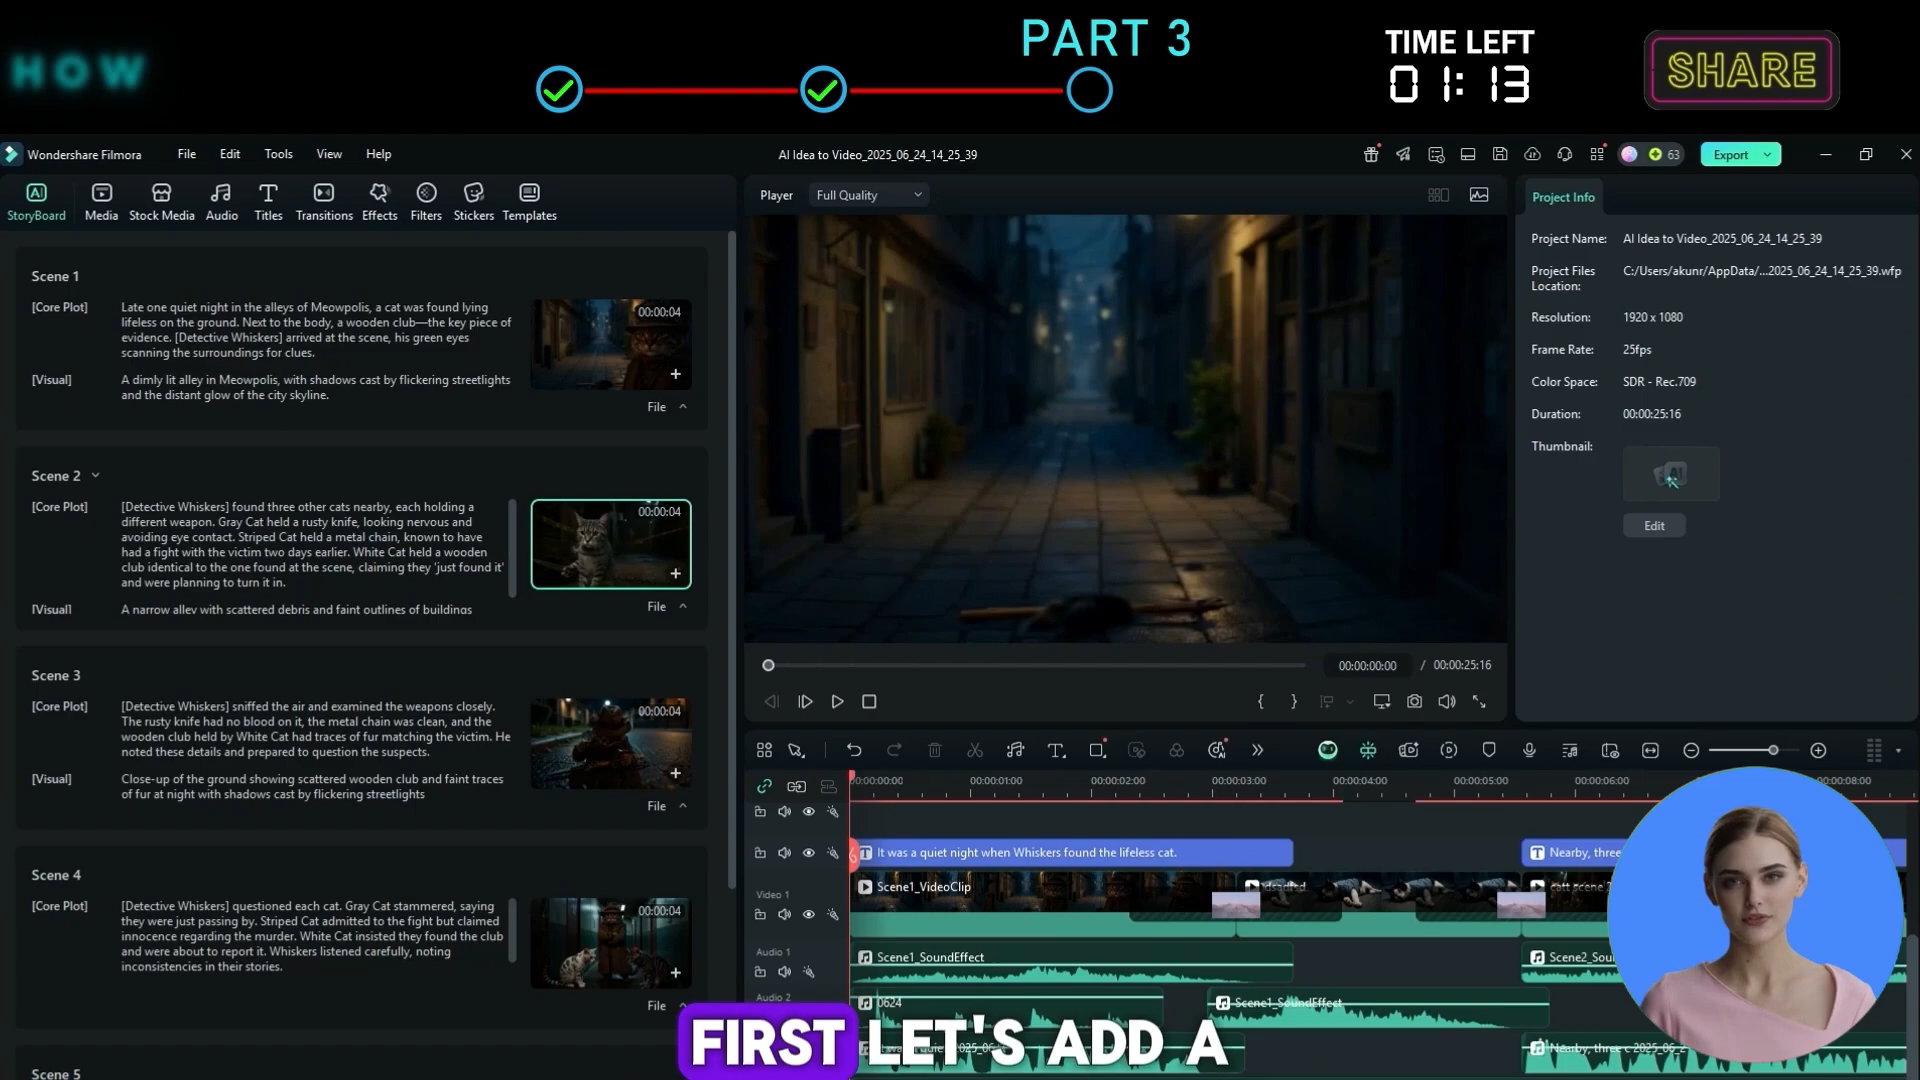 PART 3
TIME LEFT
HOW
01:13
SHARE
Wondershare Filmora
File
Edit
Tools
View
Help
AI Idea to Video_2025_06_24_14_25_39
63
Export
StoryBoard
Media
Stock Media
Audio
Titles
Transitions
Effects
Filters
Stickers
Templates
Player
Full Quality
Project Info
Project Name:
AI Idea to Video_2025_06_24_14_25_39
Project Files Location:
C:/Users/akunr/AppData/...2025_06_24_14_25_39.wfp
Resolution:
1920 x 1080
Frame Rate:
25fps
Color Space:
SDR - Rec.709
Duration:
00:00:25:16
Thumbnail:
Edit
Scene 1
[Core Plot]
Late one quiet night in the alleys of Meowpolis, a cat was found lying
lifeless on the ground. Next to the body, a wooden club—the key piece of
evidence. [Detective Whiskers] arrived at the scene, his green eyes
scanning the surroundings for clues.
[Visual]
A dimly lit alley in Meowpolis, with shadows cast by flickering streetlights
and the distant glow of the city skyline.
00:00:04
File
Scene 2
[Core Plot]
[Detective Whiskers] found three other cats nearby, each holding a
different weapon. Gray Cat held a rusty knife, looking nervous and
avoiding eye contact. Striped Cat held a metal chain, known to have
had a fight with the victim two days earlier. White Cat held a wooden
club identical to the one found at the scene, claiming they 'just found it'
and were planning to turn it in.
[Visual]
A narrow alley with scattered debris and faint outlines of buildings
00:00:04
File
Scene 3
[Core Plot]
[Detective Whiskers] sniffed the air and examined the weapons closely.
The rusty knife had no blood on it, the metal chain was clean, and the
wooden club held by White Cat had traces of fur matching the victim. He
noted these details and prepared to question the suspects.
[Visual]
Close-up of the ground showing scattered wooden club and faint traces
of fur at night with shadows cast by flickering streetlights
00:00:04
File
Scene 4
[Core Plot]
[Detective Whiskers] questioned each cat. Gray Cat stammered, saying
they were just passing by. Striped Cat admitted to the fight but claimed
innocence regarding the murder. White Cat insisted they found the club
and were about to report it. Whiskers listened carefully, noting
inconsistencies in their stories.
00:00:04
File
Scene 5
00:00:00:00 / 00:00:25:16
00:00:00:00
00:00:01:00
00:00:02:00
00:00:03:00
00:00:04:00
00:00:05:00
00:00:06:00
00:00:08:00
It was a quiet night when Whiskers found the lifeless cat.
Nearby, three
Video 1
Scene1_VideoClip
Audio 1
Scene1_SoundEffect
Scene2_Sou
Audio 2
0624
Scene1_SoundEffect
Nearby, three c 2025_06_2
FIRST LET'S ADD A